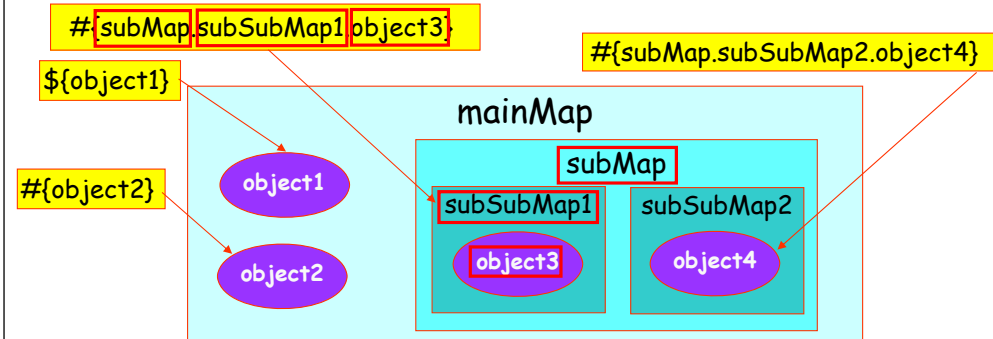 #{subMap.subSubMap1.object3}
#{subMap.subSubMap2.object4}
${object1}
mainMap
subMap
object1
#{object2}
subSubMap1
subSubMap2
object3
object4
object2